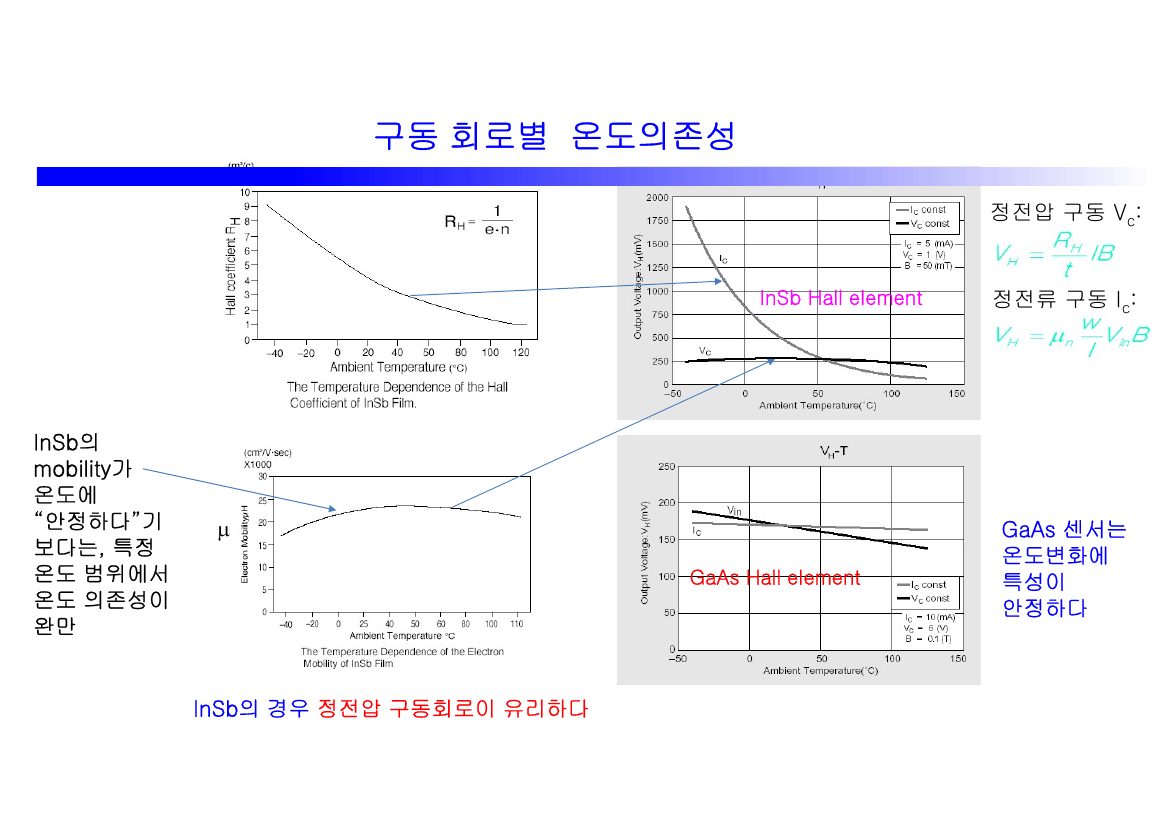 구동 회로별 온도의존성
(m³/c)
10
9
8
7
6
5
4
3
2
1
0
Hall coefficient R_H
R_H = 1/e·n
-40 -20 0 20 40 50 80 100 120
Ambient Temperature (°C)
The Temperature Dependence of the Hall
Coefficient of InSb Film.
2000
1750
1500
1250
1000
750
500
250
0
Output Voltage:V_H(mV)
I_C const
V_C const
I_C = 5 (mA)
V_C = 1 (V)
B = 50 (mT)
I_C
InSb Hall element
V_C
-50 0 50 100 150
Ambient Temperature(°C)
정전압 구동 V_c:
V_H = R_H/t IB
정전류 구동 I_c:
V_H = μ_n w/l V_in B
InSb의
mobility가
온도에
“안정하다”기
보다는, 특정
온도 범위에서
온도 의존성이
완만
(cm²/V·sec)
X1000
30
25
20
15
10
5
0
μ
Electron MobilityμH
-40 -20 0 25 40 60 80 100 110
Ambient Temperature °C
The Temperature Dependence of the Electron
Mobility of InSb Film
V_H-T
250
200
150
100
50
0
Output Voltage:V_H(mV)
Vin
I_C
GaAs Hall element
I_C const
V_C const
I_C = 10(mA)
V_C = 6 (V)
B = 0.1 (T)
-50 0 50 100 150
Ambient Temperature(°C)
GaAs 센서는
온도변화에
특성이
안정하다
InSb의 경우 정전압 구동회로이 유리하다